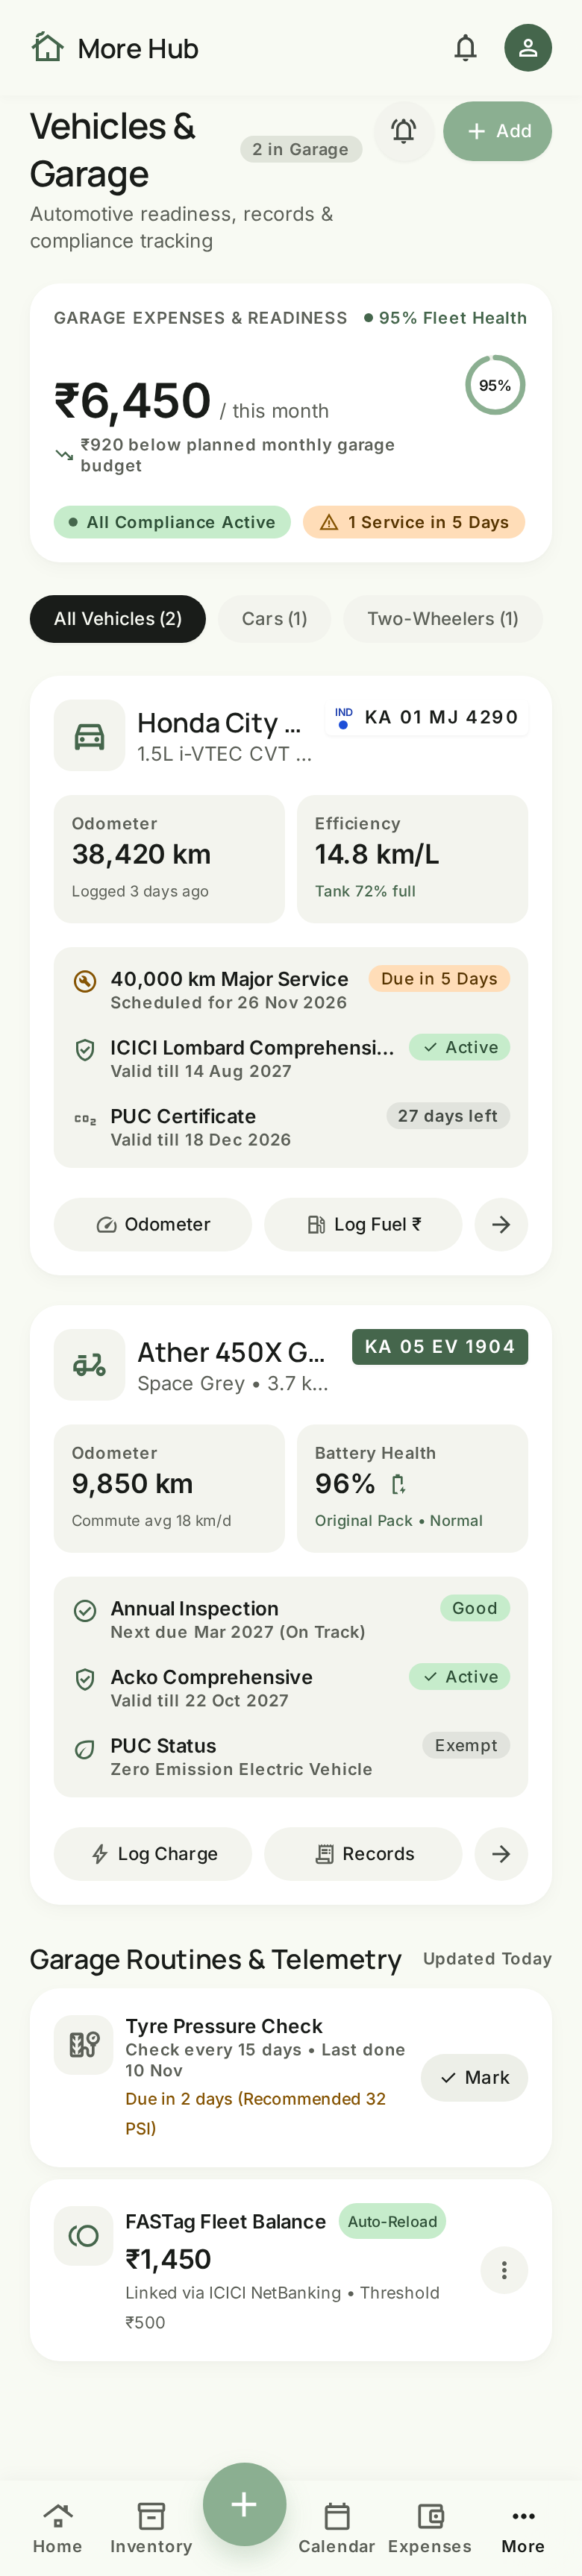 More Hub
Vehicles &
Garage
2 in Garage
Add
Automotive readiness, records &
compliance tracking
GARAGE EXPENSES & READINESS
95% Fleet Health
₹6,450 / this month
95%
₹920 below planned monthly garage
budget
All Compliance Active
1 Service in 5 Days
All Vehicles (2)
Cars (1)
Two-Wheelers (1)
Honda City ...
IND
KA 01 MJ 4290
1.5L i-VTEC CVT ...
Odometer
38,420 km
Logged 3 days ago
Efficiency
14.8 km/L
Tank 72% full
40,000 km Major Service
Due in 5 Days
Scheduled for 26 Nov 2026
ICICI Lombard Comprehensi...
Active
Valid till 14 Aug 2027
CO2
PUC Certificate
27 days left
Valid till 18 Dec 2026
Odometer
Log Fuel ₹
Ather 450X G...
KA 05 EV 1904
Space Grey • 3.7 k...
Odometer
9,850 km
Commute avg 18 km/d
Battery Health
96%
Original Pack • Normal
Annual Inspection
Good
Next due Mar 2027 (On Track)
Acko Comprehensive
Active
Valid till 22 Oct 2027
PUC Status
Exempt
Zero Emission Electric Vehicle
Log Charge
Records
Garage Routines & Telemetry
Updated Today
Tyre Pressure Check
Check every 15 days • Last done
10 Nov
Due in 2 days (Recommended 32
PSI)
Mark
FASTag Fleet Balance
Auto-Reload
₹1,450
Linked via ICICI NetBanking • Threshold
₹500
Home
Inventory
Calendar
Expenses
More